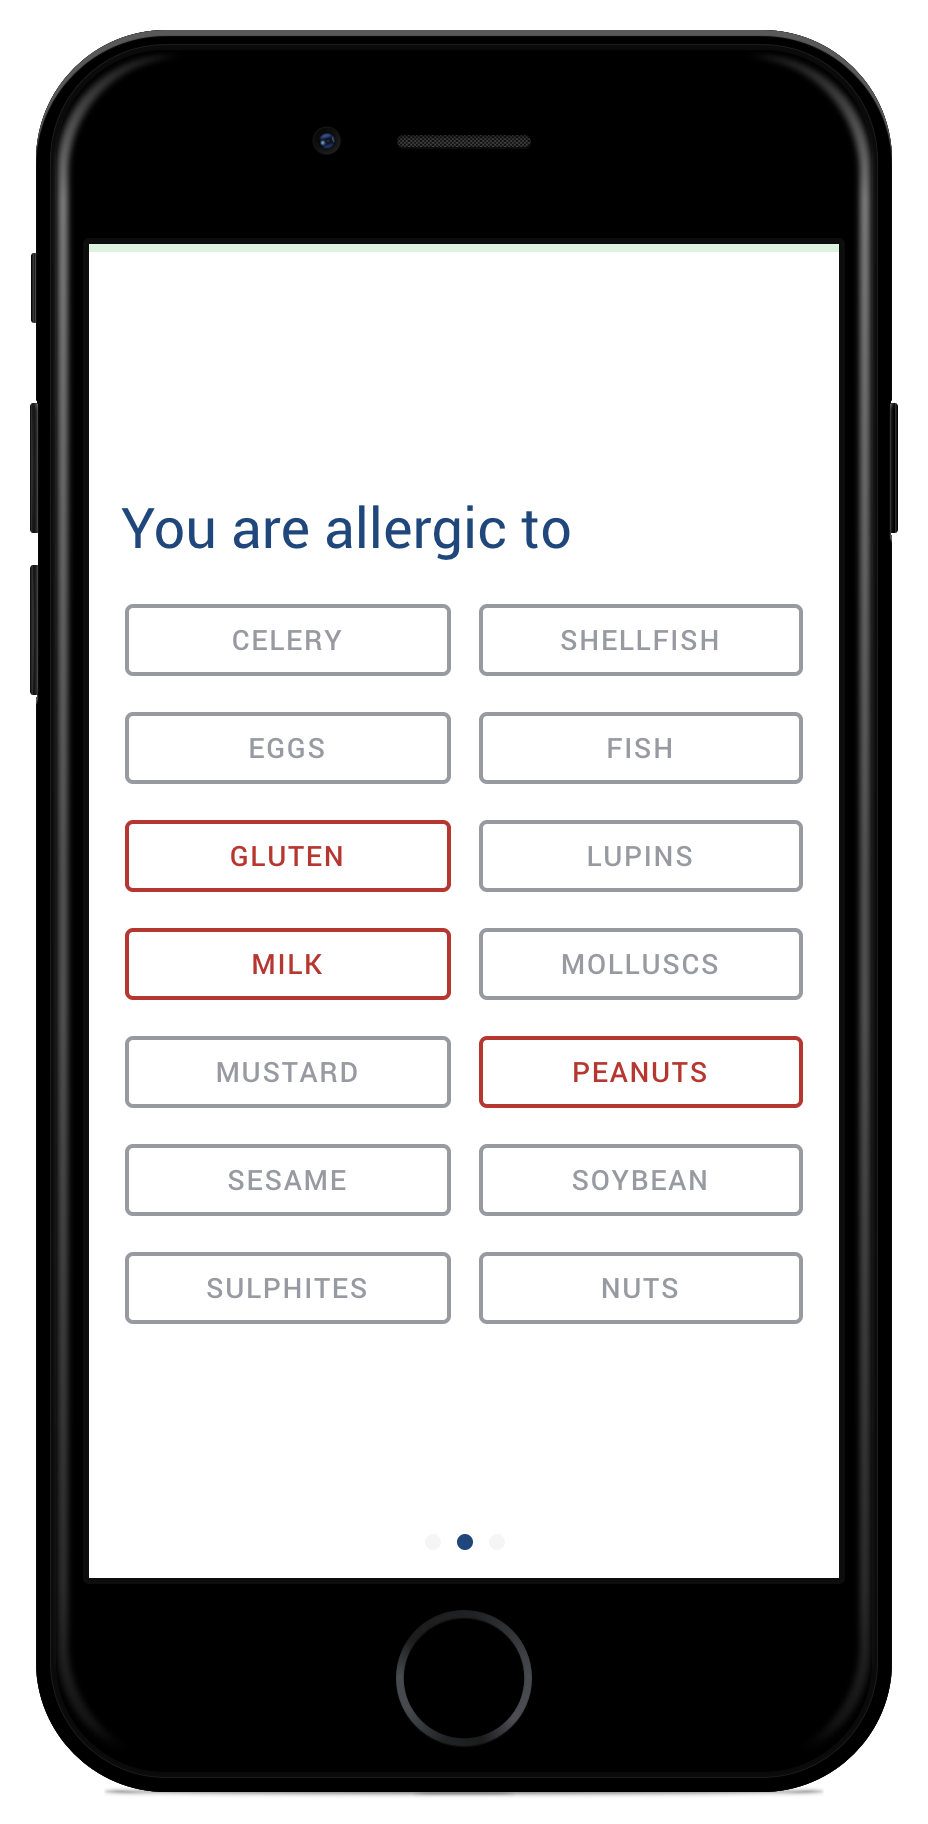 You are allergic to
CELERY SHELLFISH
EGGS FISH
GLUTEN LUPINS
MILK MOLLUSCS
MUSTARD PEANUTS
SESAME SOYBEAN
SULPHITES NUTS